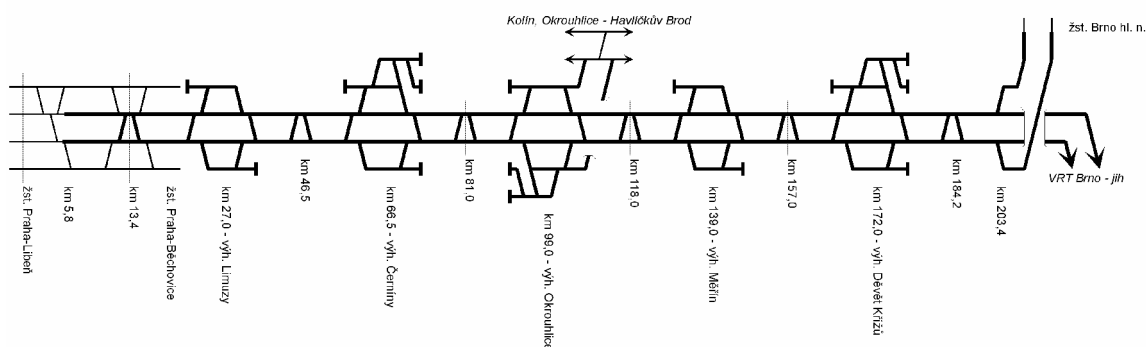 Kolín, Okrouhlice - Havlíčkův Brod
žst. Brno hl. n.
VRT Brno - jih
žst. Praha-Libeň
km 5,8
km 13,4
žst. Praha-Běchovice
km 27,0 - výh. Limuzy
km 46,5
km 66,5 - výh. Černíny
km 81,0
km 99,0 - výh. Okrouhlice
km 118,0
km 139,0 - výh. Měřín
km 157,0
km 172,0 - výh. Děvět Křížů
km 184,2
km 203,4